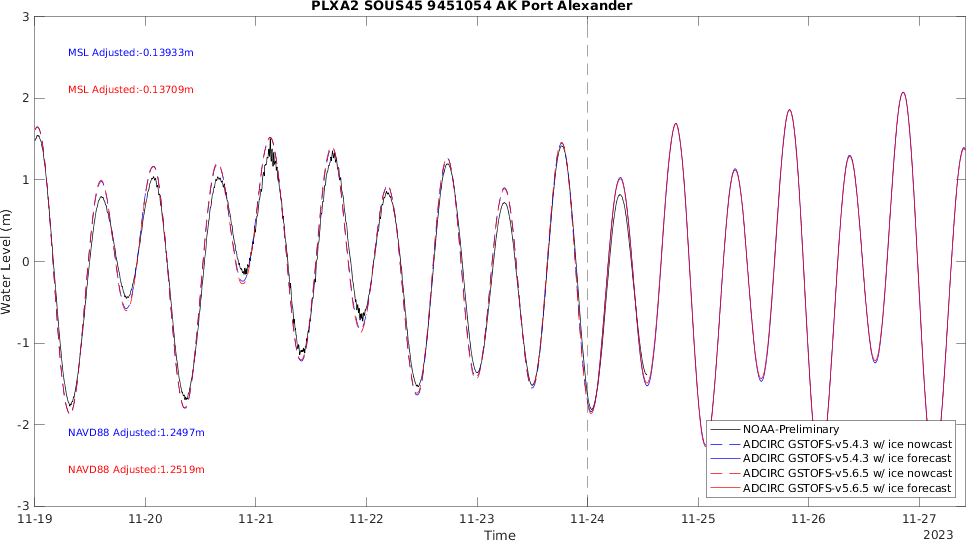 PLXA2 SOUS45 9451054 AK Port Alexander
3
2
1
0
-1
-2
-3
Water Level (m)
MSL Adjusted:-0.13933m
MSL Adjusted:-0.13709m
NAVD88 Adjusted:1.2497m
NAVD88 Adjusted:1.2519m
NOAA-Preliminary
ADCIRC GSTOFS-v5.4.3 w/ ice nowcast
ADCIRC GSTOFS-v5.4.3 w/ ice forecast
ADCIRC GSTOFS-v5.6.5 w/ ice nowcast
ADCIRC GSTOFS-v5.6.5 w/ ice forecast
11-19 11-20 11-21 11-22 11-23 11-24 11-25 11-26 11-27
Time
2023